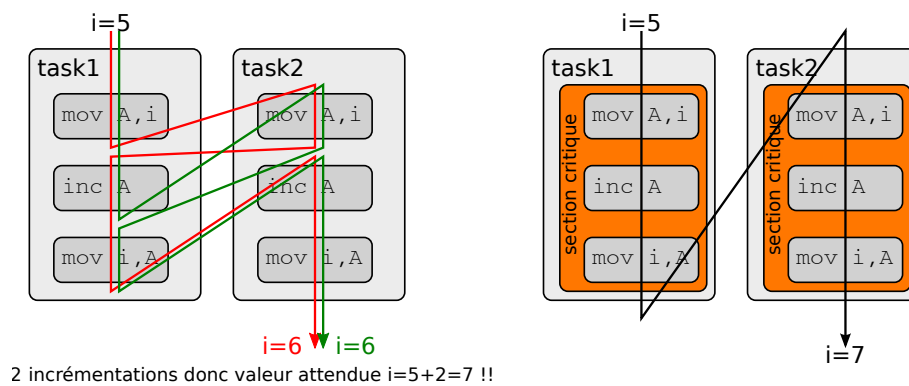 i=5
task1
task2
mov A,i
mov A,i
inc A
inc A
mov i,A
mov i,A
i=6
i=6
2 incrémentations donc valeur attendue i=5+2=7 !!
i=5
task1
task2
section critique
section critique
mov A,i
mov A,i
inc A
inc A
mov i,A
mov i,A
i=7